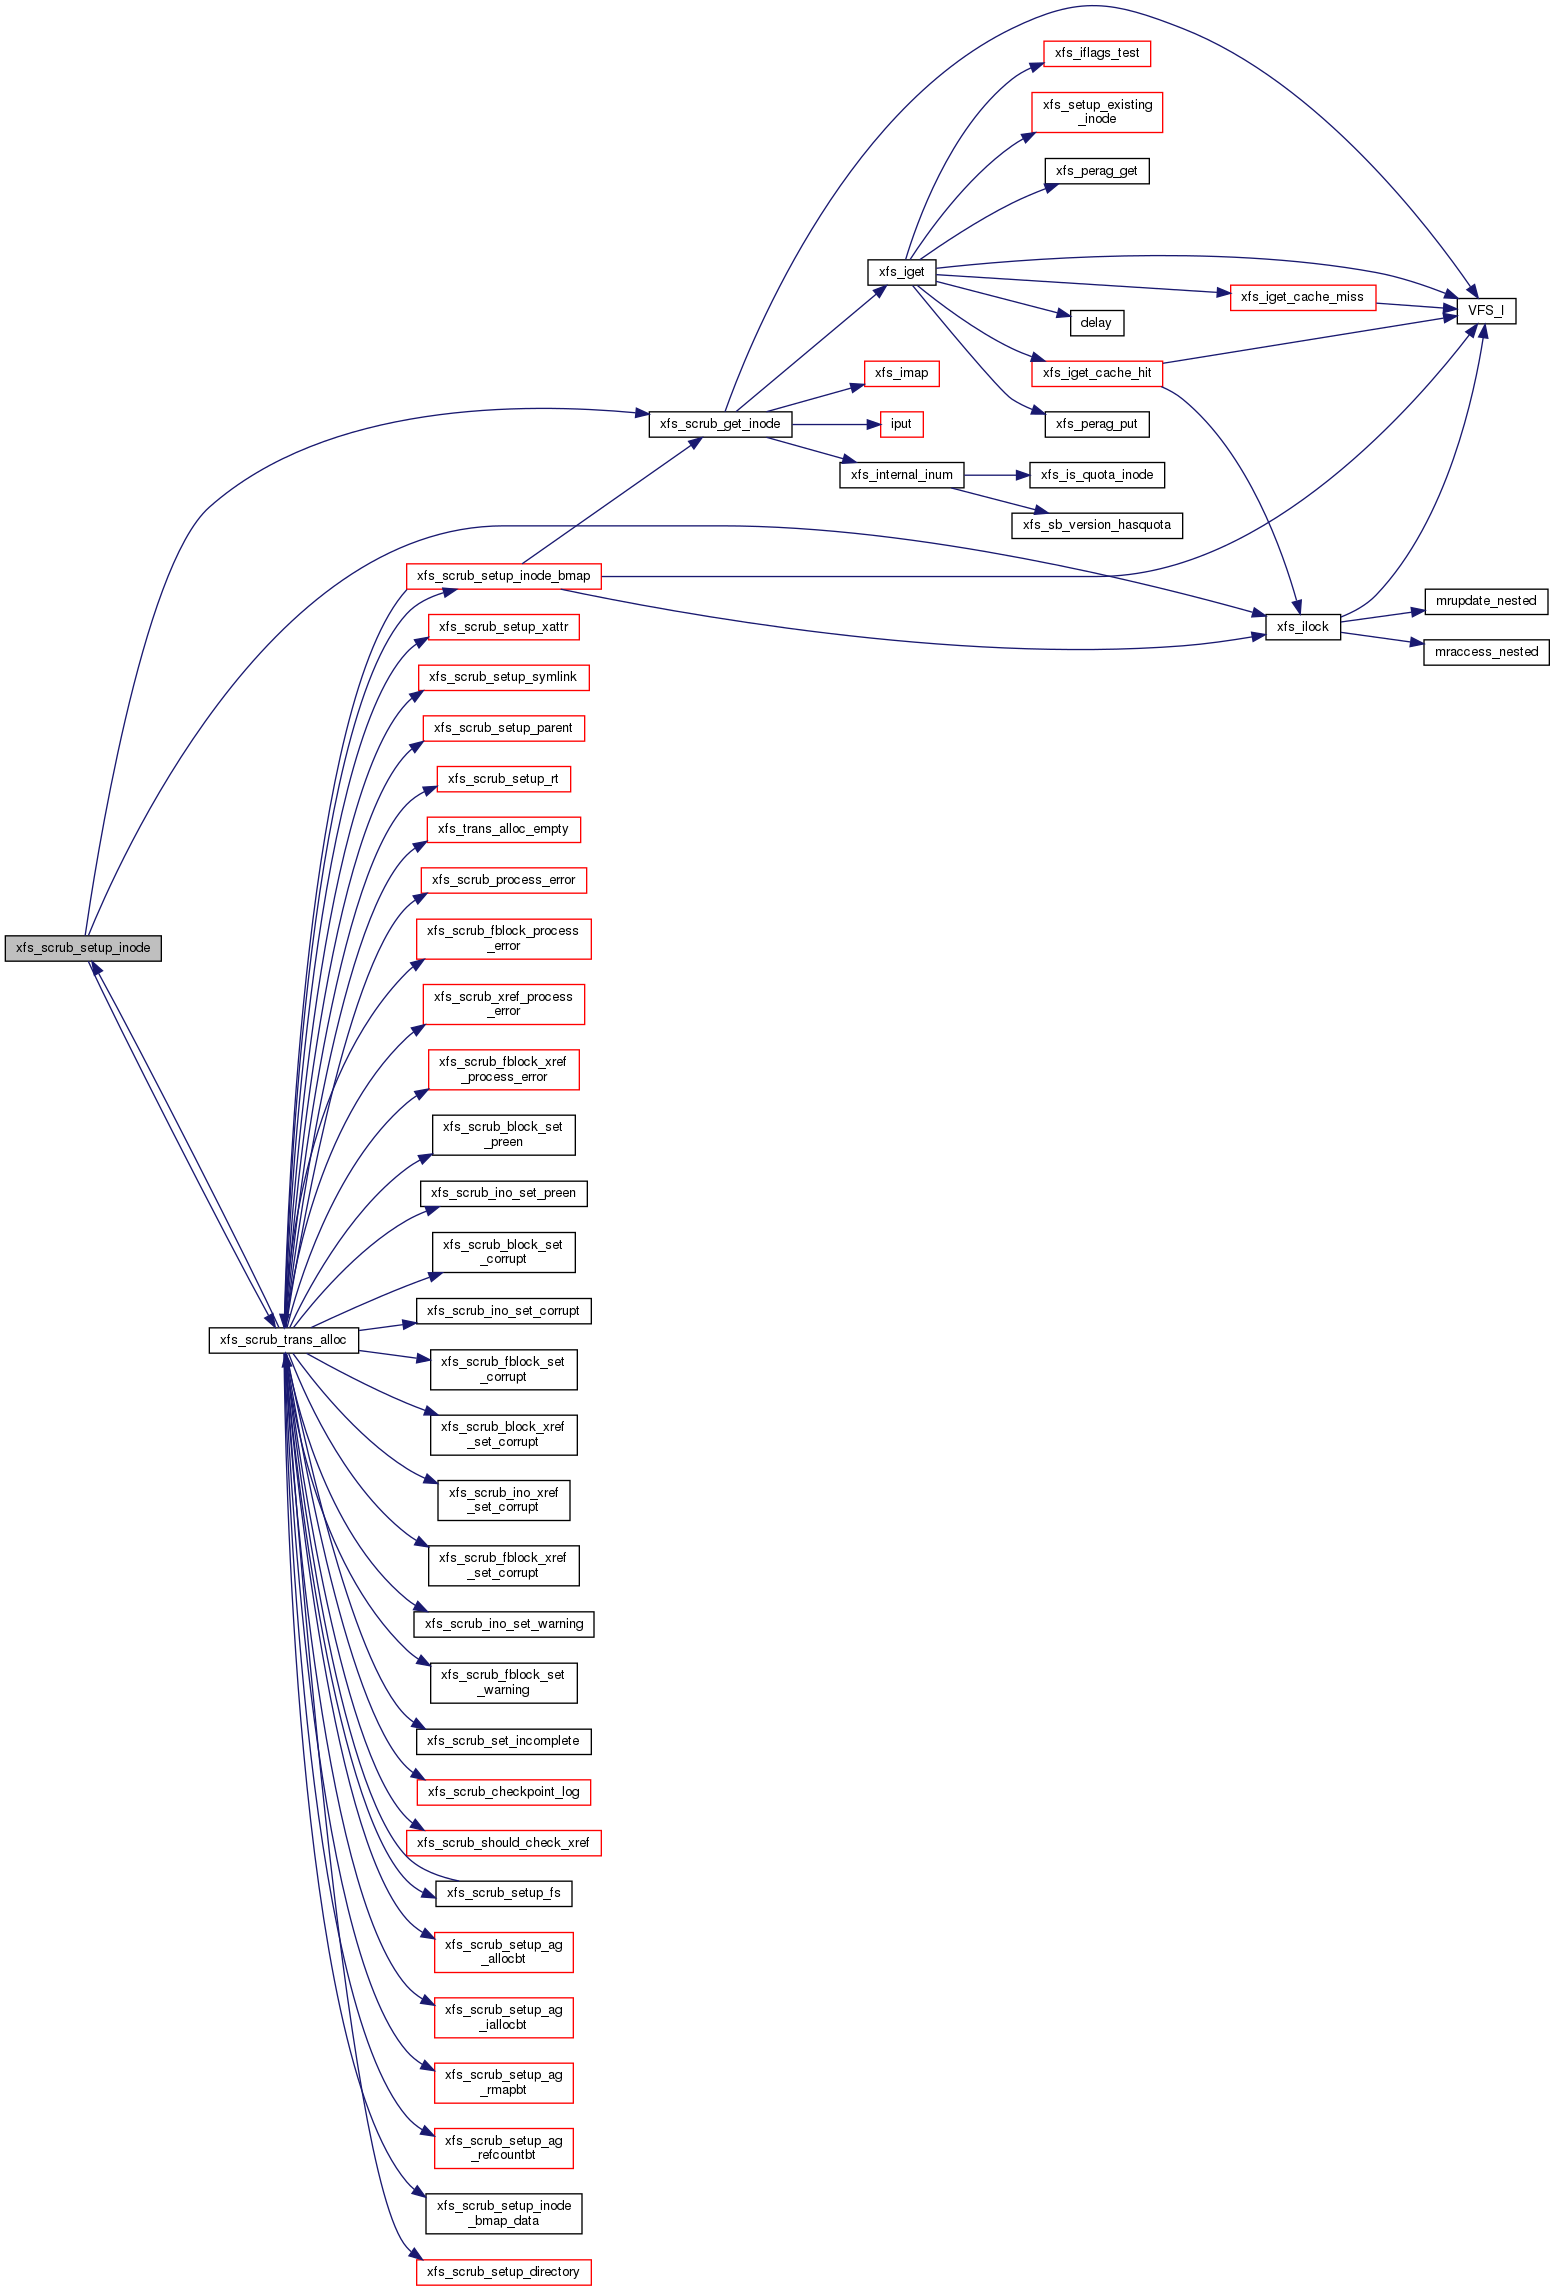 xfs_iflags_test
xfs_setup_existing
_inode
xfs_perag_get
xfs_iget
xfs_iget_cache_miss
VFS_I
delay
xfs_iget_cache_hit
xfs_imap
xfs_perag_put
xfs_scrub_get_inode
iput
xfs_internal_inum
xfs_is_quota_inode
xfs_sb_version_hasquota
xfs_scrub_setup_inode_bmap
mrupdate_nested
xfs_scrub_setup_xattr
xfs_ilock
mraccess_nested
xfs_scrub_setup_symlink
xfs_scrub_setup_parent
xfs_scrub_setup_rt
xfs_trans_alloc_empty
xfs_scrub_process_error
xfs_scrub_fblock_process
_error
xfs_scrub_setup_inode
xfs_scrub_xref_process
_error
xfs_scrub_fblock_xref
_process_error
xfs_scrub_block_set
_preen
xfs_scrub_ino_set_preen
xfs_scrub_block_set
_corrupt
xfs_scrub_ino_set_corrupt
xfs_scrub_trans_alloc
xfs_scrub_fblock_set
_corrupt
xfs_scrub_block_xref
_set_corrupt
xfs_scrub_ino_xref
_set_corrupt
xfs_scrub_fblock_xref
_set_corrupt
xfs_scrub_ino_set_warning
xfs_scrub_fblock_set
_warning
xfs_scrub_set_incomplete
xfs_scrub_checkpoint_log
xfs_scrub_should_check_xref
xfs_scrub_setup_fs
xfs_scrub_setup_ag
_allocbt
xfs_scrub_setup_ag
_iallocbt
xfs_scrub_setup_ag
_rmapbt
xfs_scrub_setup_ag
_refcountbt
xfs_scrub_setup_inode
_bmap_data
xfs_scrub_setup_directory